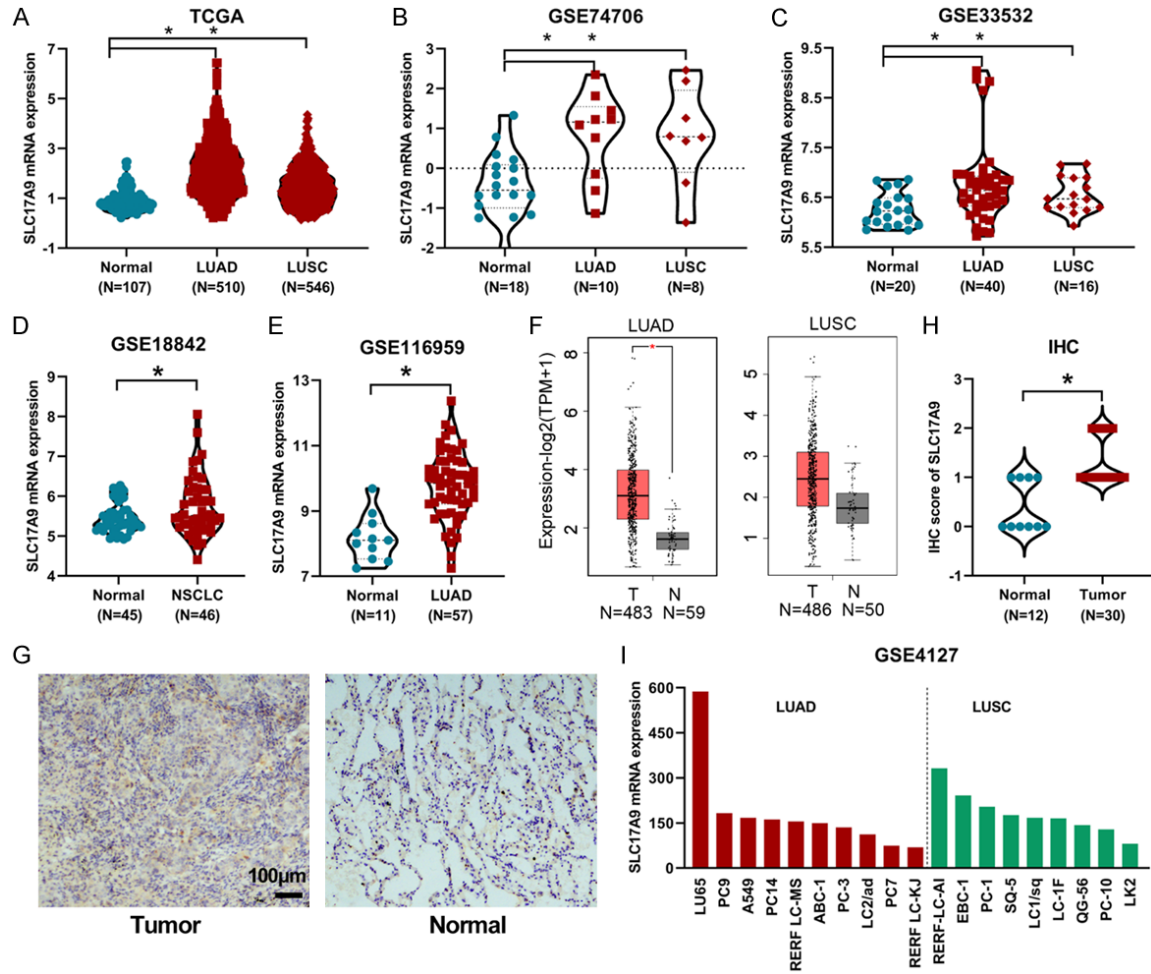 A
TCGA
SLC17A9 mRNA expression
7
5
3
1
-1
* *
Normal
(N=107)
LUAD
(N=510)
LUSC
(N=546)
B
GSE74706
SLC17A9 mRNA expression
3
2
1
0
-1
-2
* *
Normal
(N=18)
LUAD
(N=10)
LUSC
(N=8)
C
GSE33532
SLC17A9 mRNA expression
9.5
8.5
7.5
6.5
5.5
* *
Normal
(N=20)
LUAD
(N=40)
LUSC
(N=16)
D
GSE18842
SLC17A9 mRNA expression
9
8
7
6
5
4
*
Normal
(N=45)
NSCLC
(N=46)
E
GSE116959
SLC17A9 mRNA expression
13
11
9
7
*
Normal
(N=11)
LUAD
(N=57)
F
LUAD
Expression-log2(TPM+1)
8
6
4
2
*
T
N=483
N
N=59
LUSC
5
4
3
2
1
T
N=486
N
N=50
H
IHC
IHC score of SLC17A9
3
2
1
0
-1
*
Normal
(N=12)
Tumor
(N=30)
G
100μm
Tumor
Normal
I
GSE4127
SLC17A9 mRNA expression
600
450
300
150
0
LUAD
LUSC
LU65
PC9
A549
PC14
RERF LC-MS
ABC-1
PC-3
LC2/ad
PC7
RERF LC-KJ
RERF-LC-AI
EBC-1
PC-1
SQ-5
LC1/sq
LC-1F
QG-56
PC-10
LK2